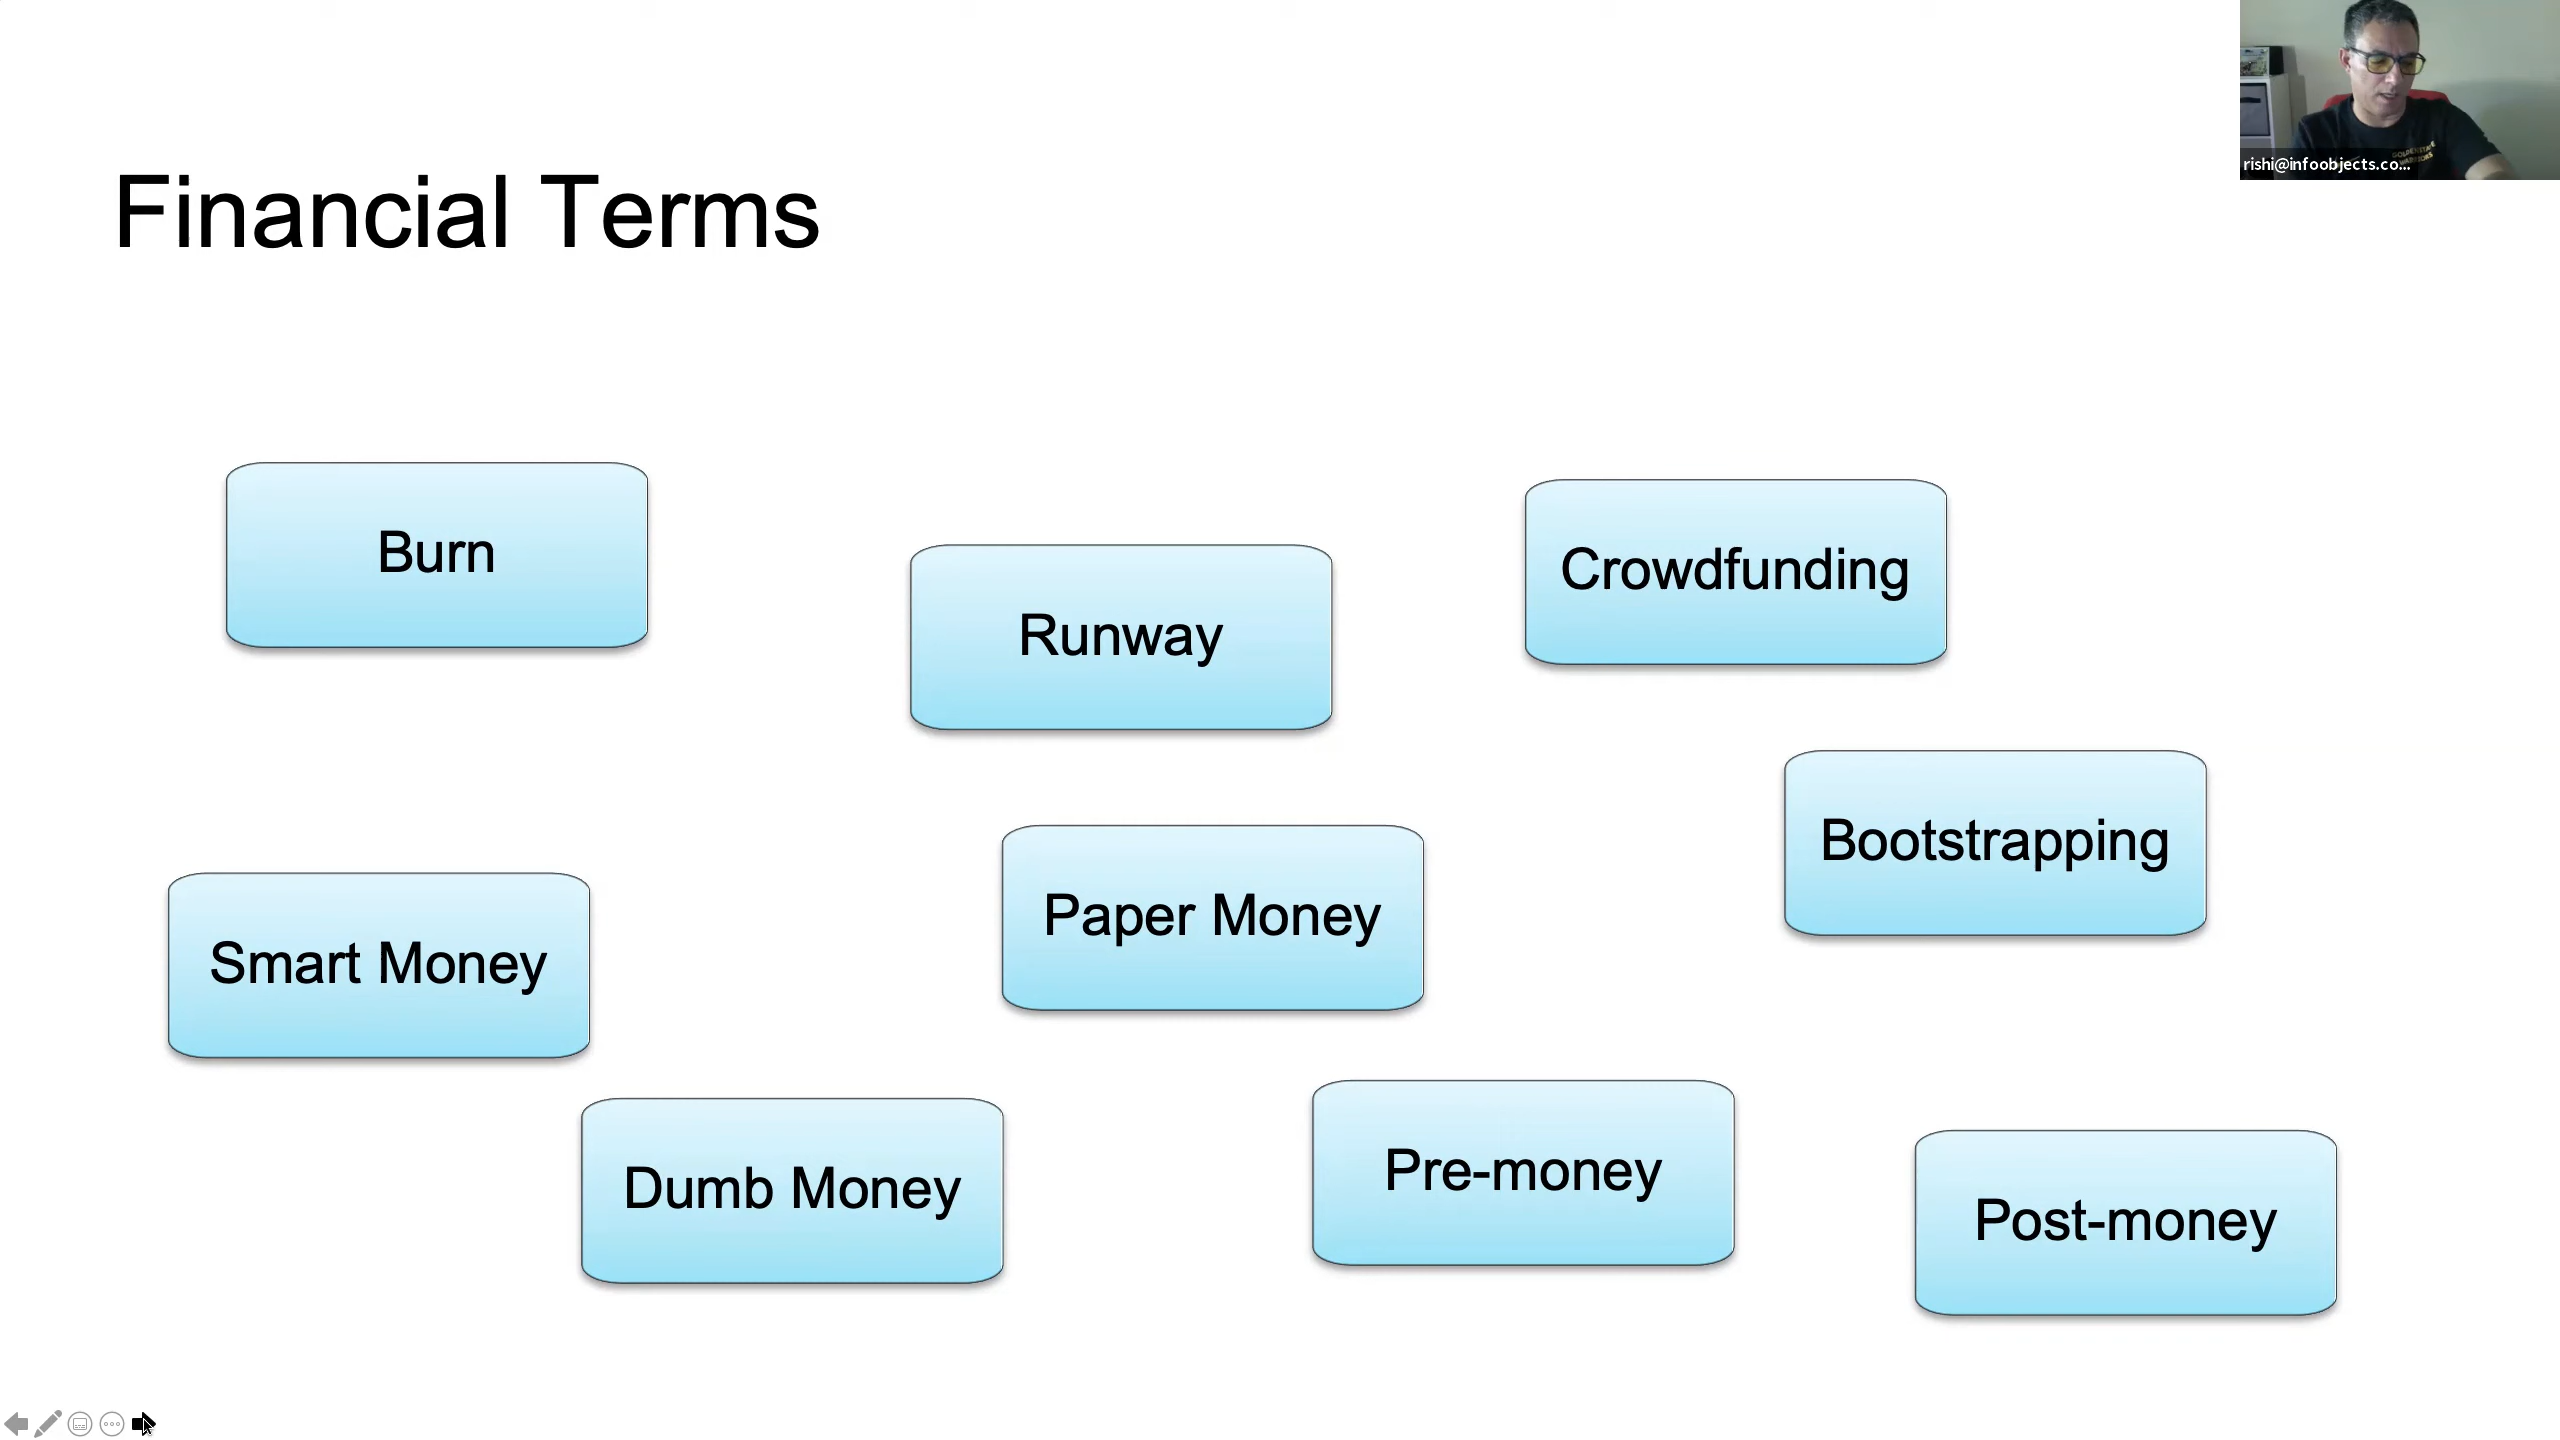 Financial Terms
rishi@infoobjects.co...
Burn
Runway
Crowdfunding
Bootstrapping
Paper Money
Smart Money
Dumb Money
Pre-money
Post-money